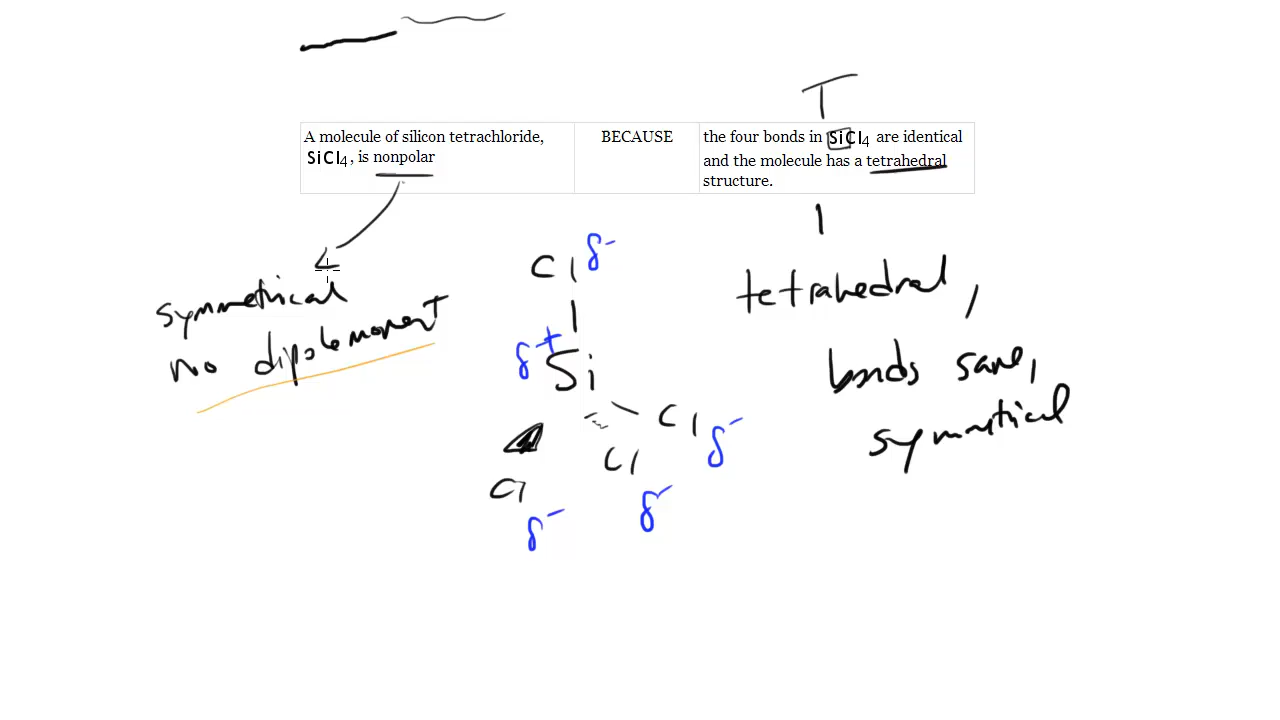 T
A molecule of silicon tetrachloride,
SiCl4, is nonpolar
BECAUSE
the four bonds in SiCl4 are identical
and the molecule has a tetrahedral
structure.
symmetrical
no dipole moment
Cl δ-
δ+
Si
Cl δ-
Cl δ-
Cl δ-
tetrahedral,
bonds same,
symmetrical